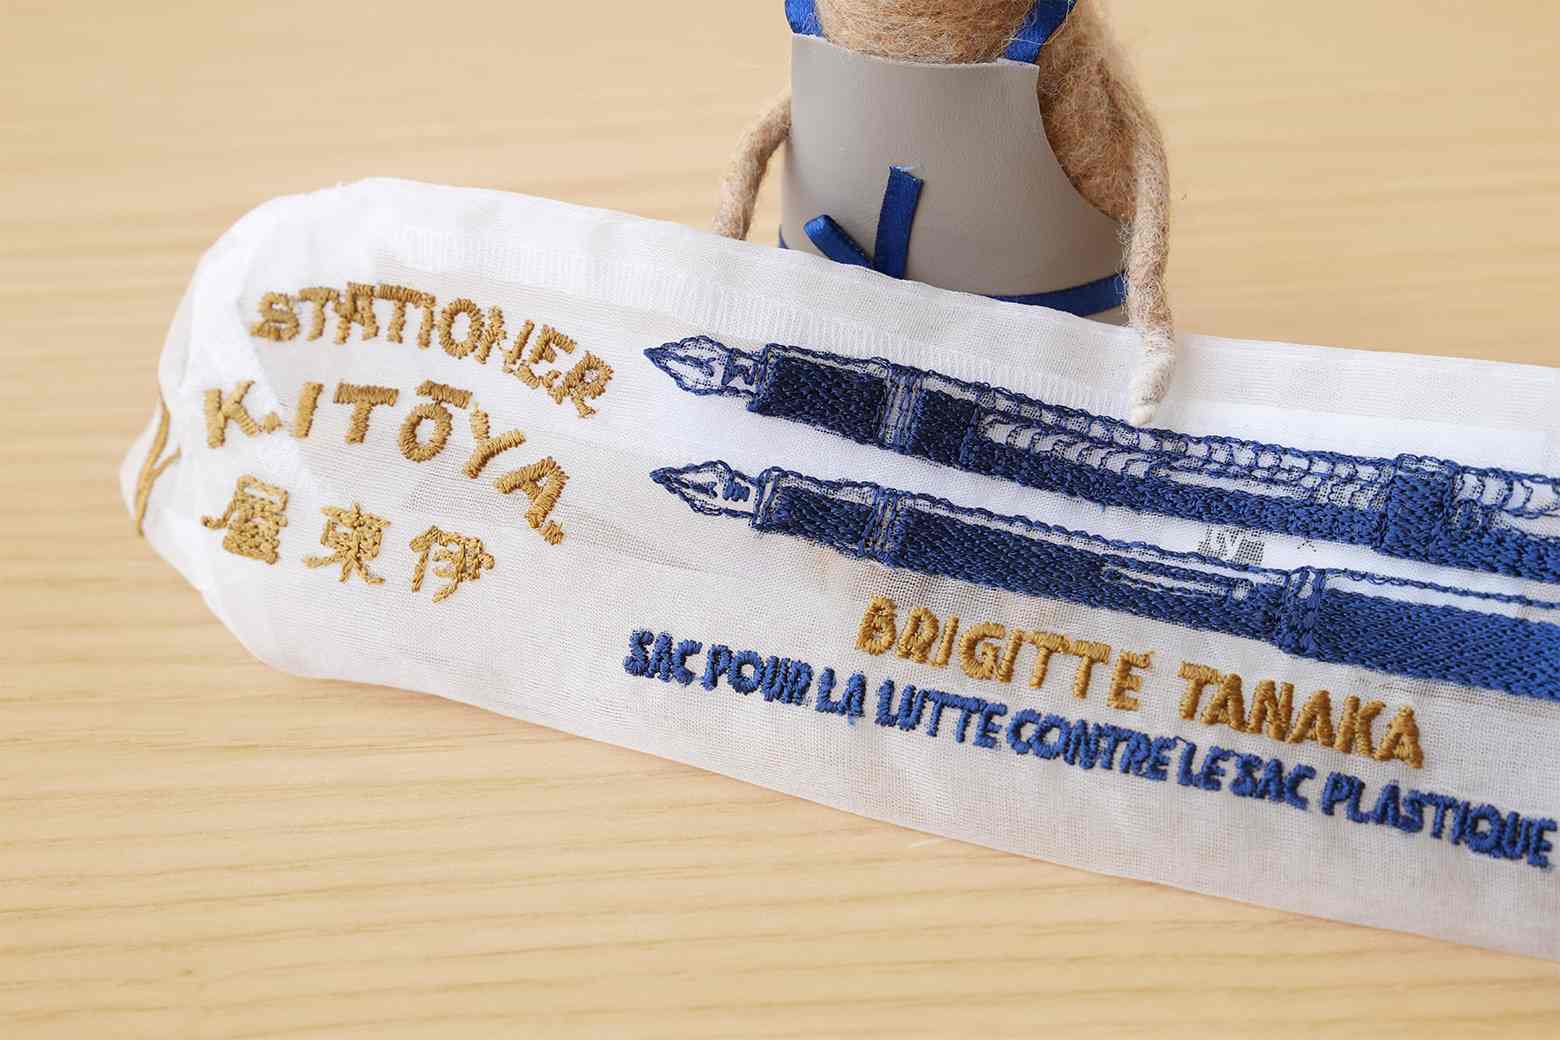 STATIONER
K. ITŌYA.
屋東伊
BRIGITTE TANAKA
SAC POUR LA LUTTE CONTRE LE SAC PLASTIQUE